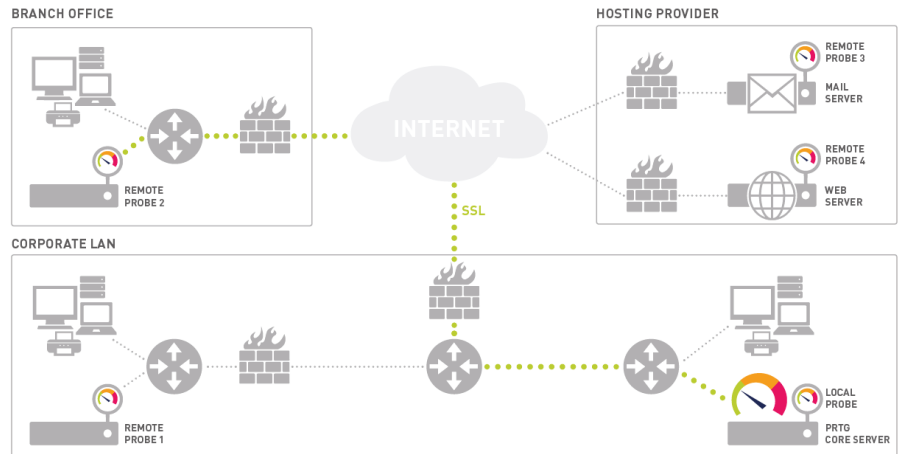 BRANCH OFFICE
HOSTING PROVIDER
REMOTE
PROBE 3
MAIL
SERVER
INTERNET
REMOTE
PROBE 4
WEB
SERVER
REMOTE
PROBE 2
SSL
CORPORATE LAN
REMOTE
PROBE 1
LOCAL
PROBE
PRTG
CORE SERVER